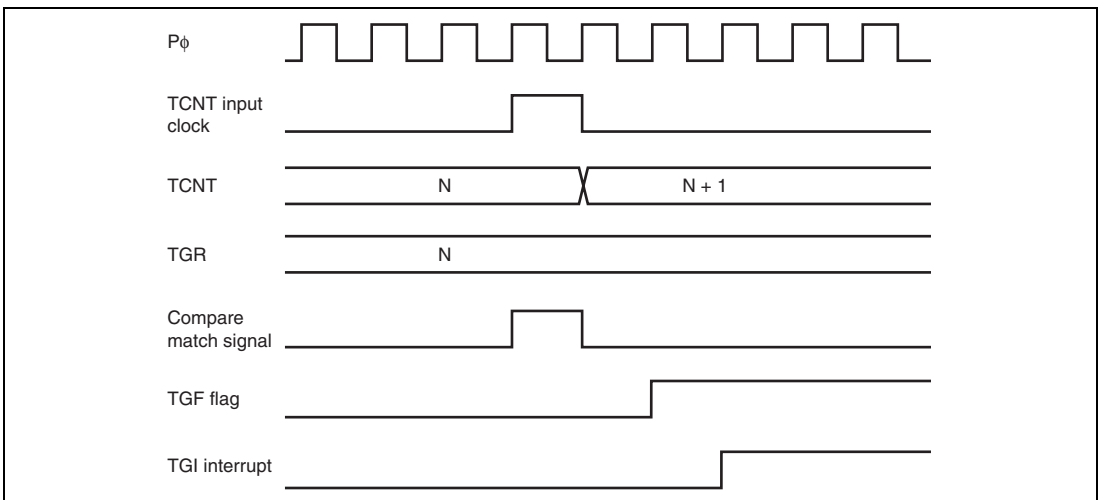 Pϕ
TCNT input
clock
TCNT
N
N + 1
TGR
N
Compare
match signal
TGF flag
TGI interrupt